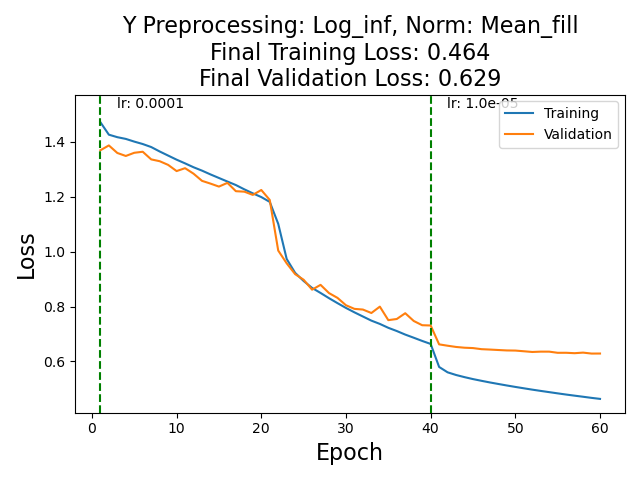 Y Preprocessing: Log_inf, Norm: Mean_fill
Final Training Loss: 0.464
Final Validation Loss: 0.629
lr: 0.0001
lr: 1.0e-05
Training
Validation
Loss
1.4
1.2
1.0
0.8
0.6
0
10
20
30
40
50
60
Epoch